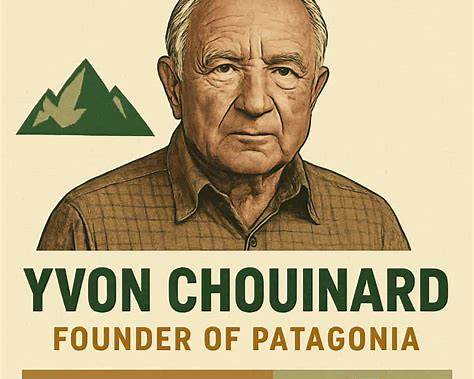 YVON CHOUINARD
FOUNDER OF PATAGONIA